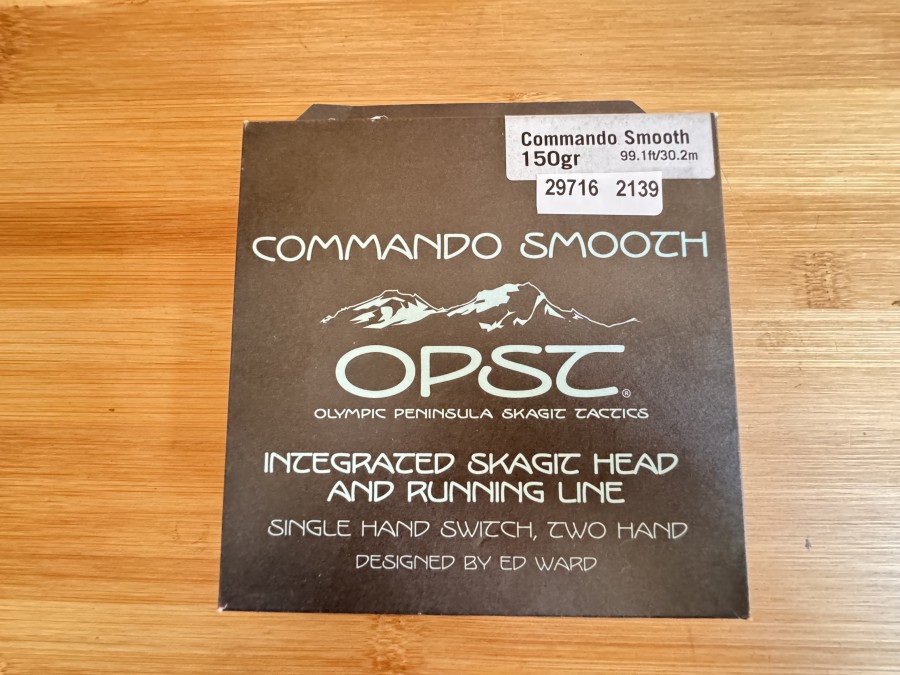 Commando Smooth
150gr 99.1ft/30.2m
29716 2139
COMMANDO SMOOTH
OPST®
OLYMPIC PENINSULA SKAGIT TACTICS
INTEGRATED SKAGIT HEAD
AND RUNNING LINE
SINGLE HAND SWITCH, TWO HAND
DESIGNED BY ED WARD